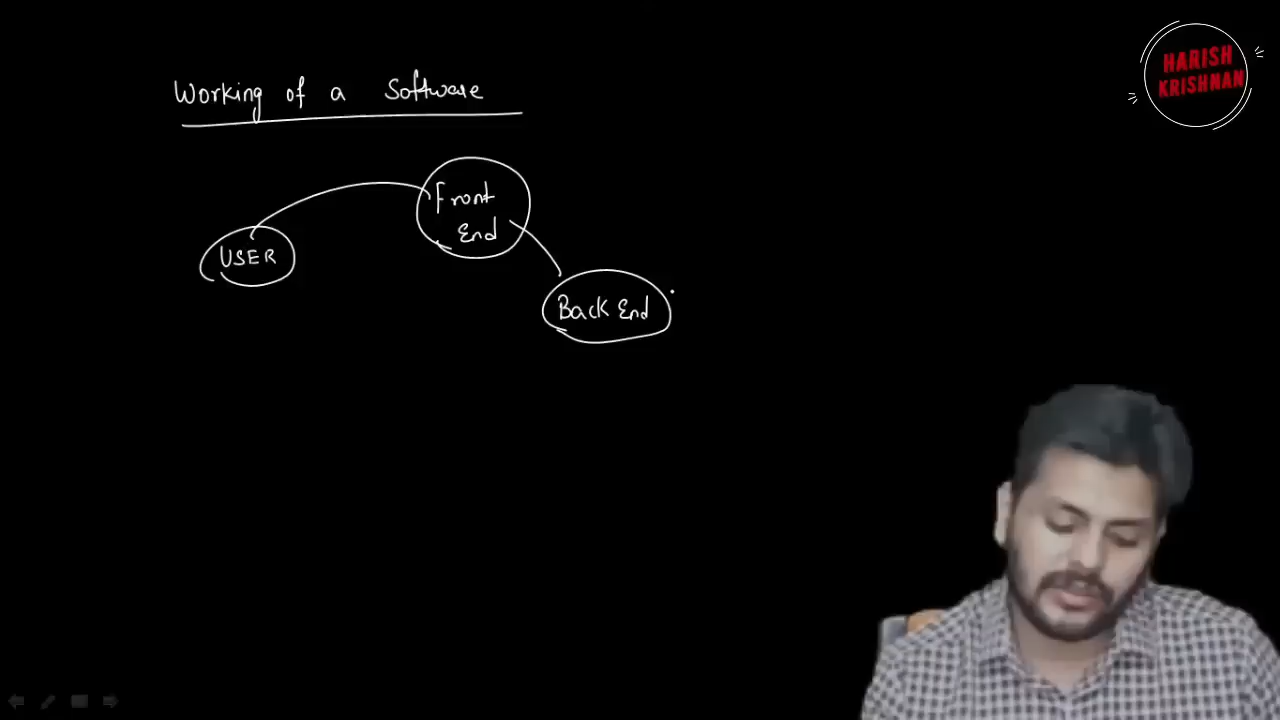 Working of a Software
HARISH
KRISHNAN
Front
End
USER
Back End